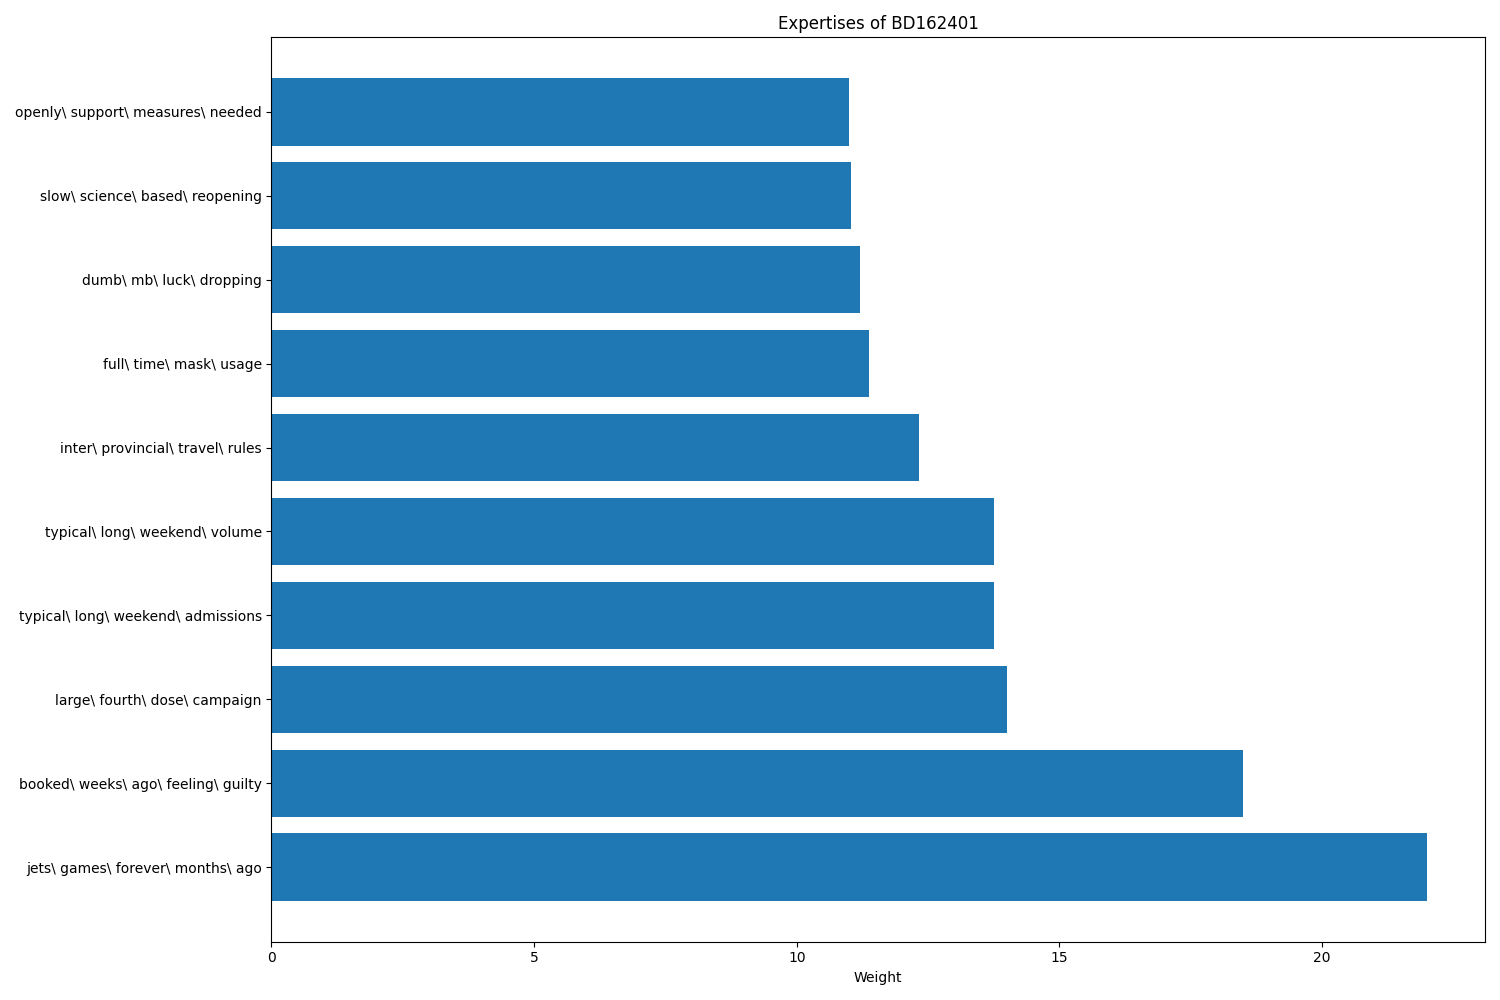 Expertises of BD162401
openly\ support\ measures\ needed
slow\ science\ based\ reopening
dumb\ mb\ luck\ dropping
full\ time\ mask\ usage
inter\ provincial\ travel\ rules
typical\ long\ weekend\ volume
typical\ long\ weekend\ admissions
large\ fourth\ dose\ campaign
booked\ weeks\ ago\ feeling\ guilty
jets\ games\ forever\ months\ ago
0 5 10 15 20
Weight